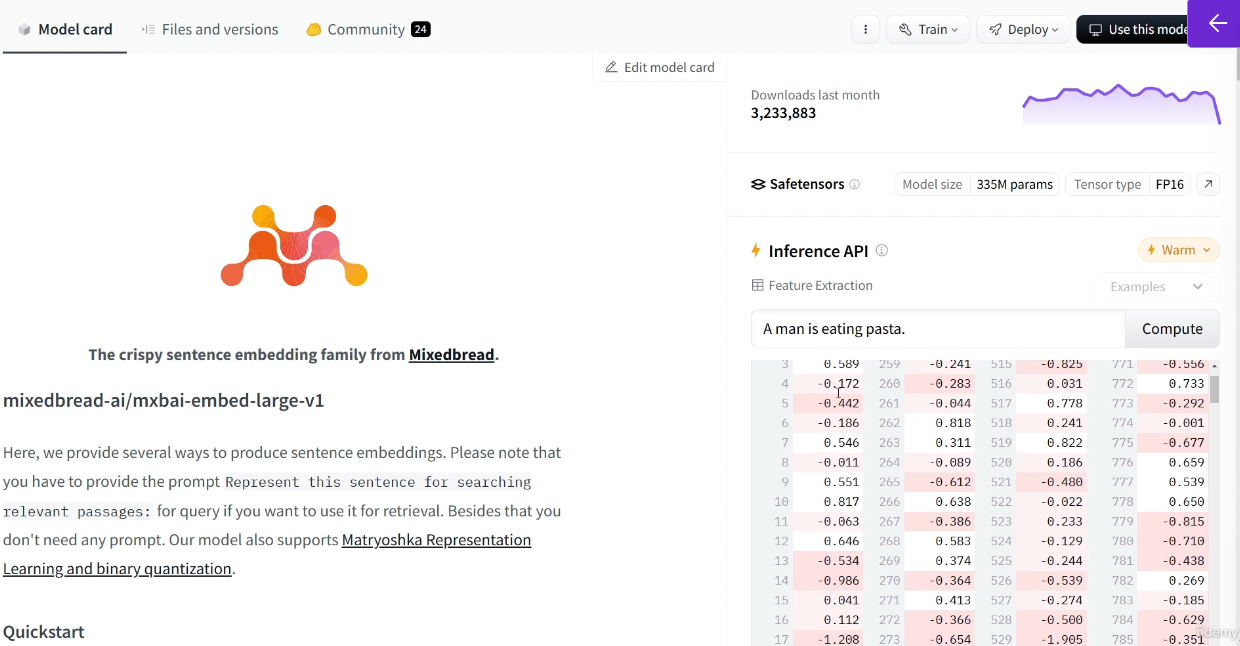 Model card
Files and versions
Community 24
Train
Deploy
Use this mode
Edit model card
The crispy sentence embedding family from Mixedbread.
mixedbread-ai/mxbai-embed-large-v1
Here, we provide several ways to produce sentence embeddings. Please note that
you have to provide the prompt Represent this sentence for searching
relevant passages: for query if you want to use it for retrieval. Besides that you
don't need any prompt. Our model also supports Matryoshka Representation
Learning and binary quantization.
Quickstart
Downloads last month
3,233,883
Safetensors
Model size 335M params
Tensor type FP16
Inference API
Warm
Feature Extraction
Examples
A man is eating pasta.
Compute
3 0.589 259 -0.241 515 -0.825 771 -0.556
4 -0.172 260 -0.283 516 0.031 772 0.733
5 -0.442 261 -0.044 517 0.778 773 -0.292
6 -0.186 262 0.818 518 0.241 774 -0.001
7 0.546 263 0.311 519 0.822 775 -0.677
8 -0.011 264 -0.089 520 0.186 776 0.659
9 0.551 265 -0.612 521 -0.480 777 0.539
10 0.817 266 0.638 522 -0.022 778 0.650
11 -0.063 267 -0.386 523 0.233 779 -0.815
12 0.646 268 0.583 524 -0.129 780 -0.710
13 -0.534 269 0.374 525 -0.244 781 -0.438
14 -0.986 270 -0.364 526 -0.539 782 0.269
15 0.041 271 0.413 527 -0.274 783 -0.185
16 0.112 272 -0.366 528 -0.500 784 -0.629
17 -1.208 273 -0.654 529 -1.905 785 -0.351